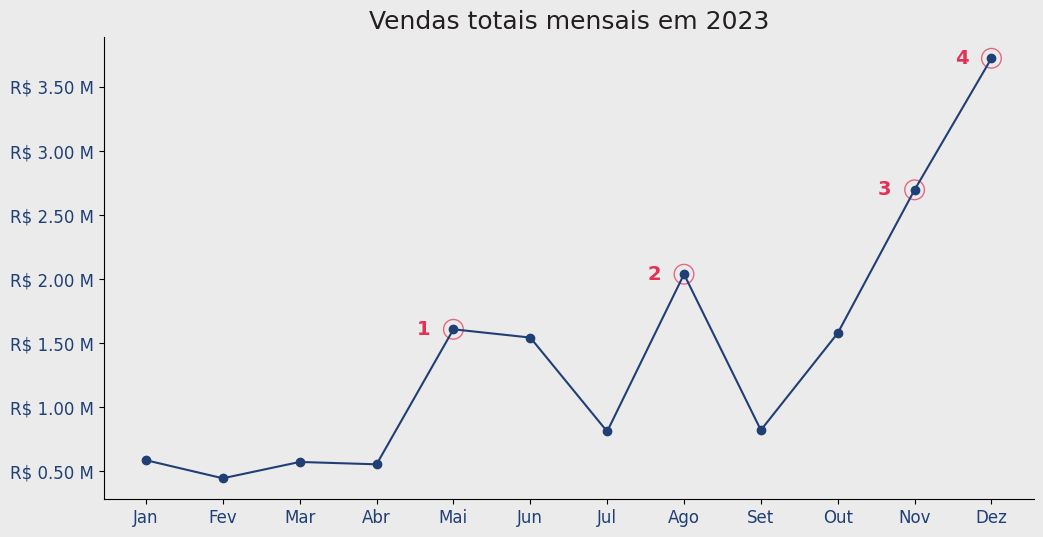 Vendas totais mensais em 2023
R$ 3.50 M
R$ 3.00 M
R$ 2.50 M
R$ 2.00 M
R$ 1.50 M
R$ 1.00 M
R$ 0.50 M
4
3
2
1
Jan Fev Mar Abr Mai Jun Jul Ago Set Out Nov Dez